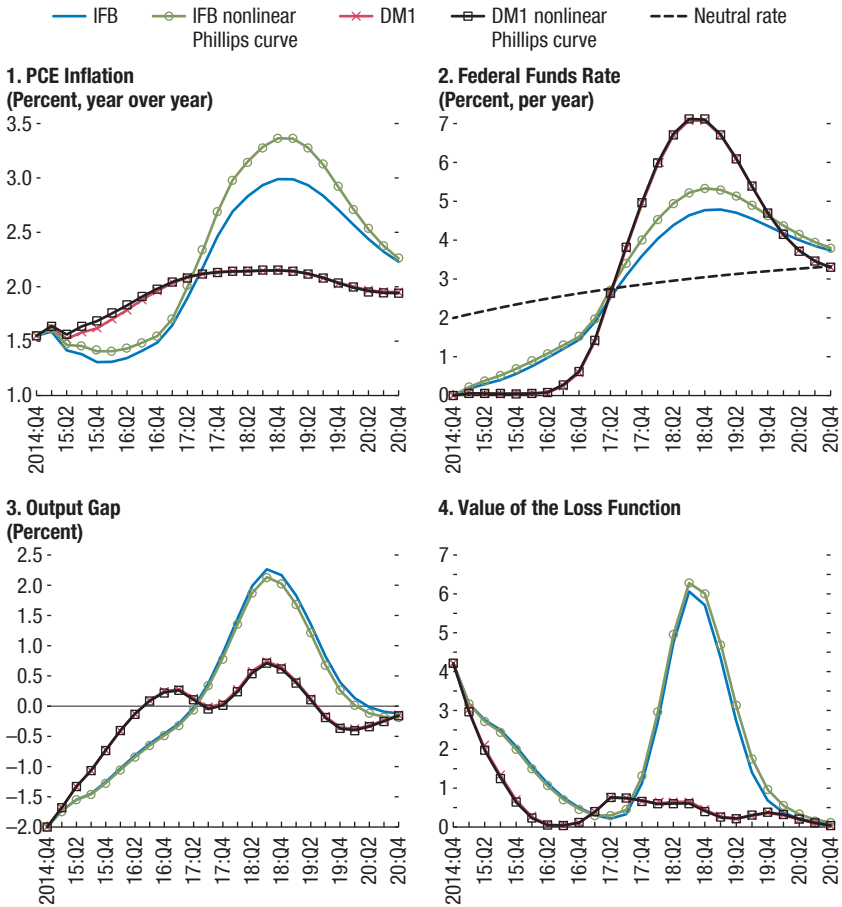 IFB
IFB nonlinear
Phillips curve
DM1
DM1 nonlinear
Phillips curve
Neutral rate
1. PCE Inflation
(Percent, year over year)
3.5
3.0
2.5
2.0
1.5
1.0
2014:Q4
15:Q2
15:Q4
16:Q2
16:Q4
17:Q2
17:Q4
18:Q2
18:Q4
19:Q2
19:Q4
20:Q2
20:Q4
2. Federal Funds Rate
(Percent, per year)
7
6
5
4
3
2
1
0
2014:Q4
15:Q2
15:Q4
16:Q2
16:Q4
17:Q2
17:Q4
18:Q2
18:Q4
19:Q2
19:Q4
20:Q2
20:Q4
3. Output Gap
(Percent)
2.5
2.0
1.5
1.0
0.5
0.0
–0.5
–1.0
–1.5
–2.0
2014:Q4
15:Q2
15:Q4
16:Q2
16:Q4
17:Q2
17:Q4
18:Q2
18:Q4
19:Q2
19:Q4
20:Q2
20:Q4
4. Value of the Loss Function
7
6
5
4
3
2
1
0
2014:Q4
15:Q2
15:Q4
16:Q2
16:Q4
17:Q2
17:Q4
18:Q2
18:Q4
19:Q2
19:Q4
20:Q2
20:Q4